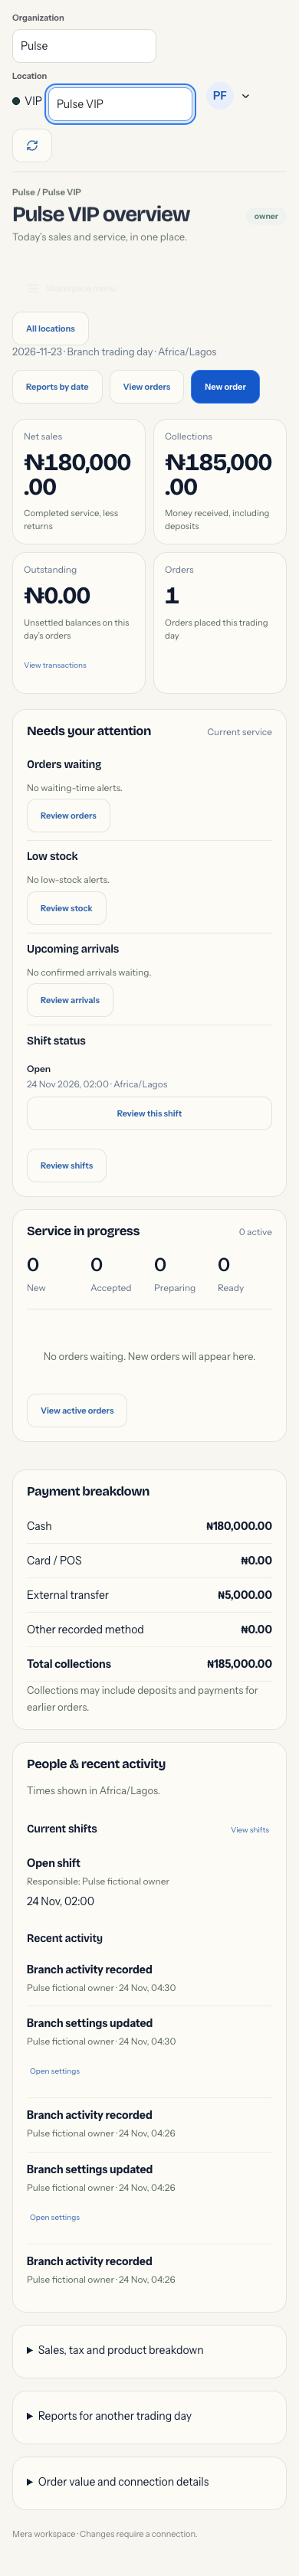 Organization
Pulse
Location
VIP
Pulse VIP
PF
Pulse / Pulse VIP
Pulse VIP overview
owner
Today's sales and service, in one place.
Workspace menu
All locations
2026-11-23 · Branch trading day · Africa/Lagos
Reports by date
View orders
New order
Net sales
₦180,000
.00
Completed service, less
returns
Collections
₦185,000
.00
Money received, including
deposits
Outstanding
₦0.00
Unsettled balances on this
day's orders
View transactions
Orders
1
Orders placed this trading
day
Needs your attention
Current service
Orders waiting
No waiting-time alerts.
Review orders
Low stock
No low-stock alerts.
Review stock
Upcoming arrivals
No confirmed arrivals waiting.
Review arrivals
Shift status
Open
24 Nov 2026, 02:00 · Africa/Lagos
Review this shift
Review shifts
Service in progress
0 active
0 0 0 0
New Accepted Preparing Ready
No orders waiting. New orders will appear here.
View active orders
Payment breakdown
Cash ₦180,000.00
Card / POS ₦0.00
External transfer ₦5,000.00
Other recorded method ₦0.00
Total collections ₦185,000.00
Collections may include deposits and payments for
earlier orders.
People & recent activity
Times shown in Africa/Lagos.
Current shifts
View shifts
Open shift
Responsible: Pulse fictional owner
24 Nov, 02:00
Recent activity
Branch activity recorded
Pulse fictional owner · 24 Nov, 04:30
Branch settings updated
Pulse fictional owner · 24 Nov, 04:30
Open settings
Branch activity recorded
Pulse fictional owner · 24 Nov, 04:26
Branch settings updated
Pulse fictional owner · 24 Nov, 04:26
Open settings
Branch activity recorded
Pulse fictional owner · 24 Nov, 04:26
Sales, tax and product breakdown
Reports for another trading day
Order value and connection details
Mera workspace · Changes require a connection.